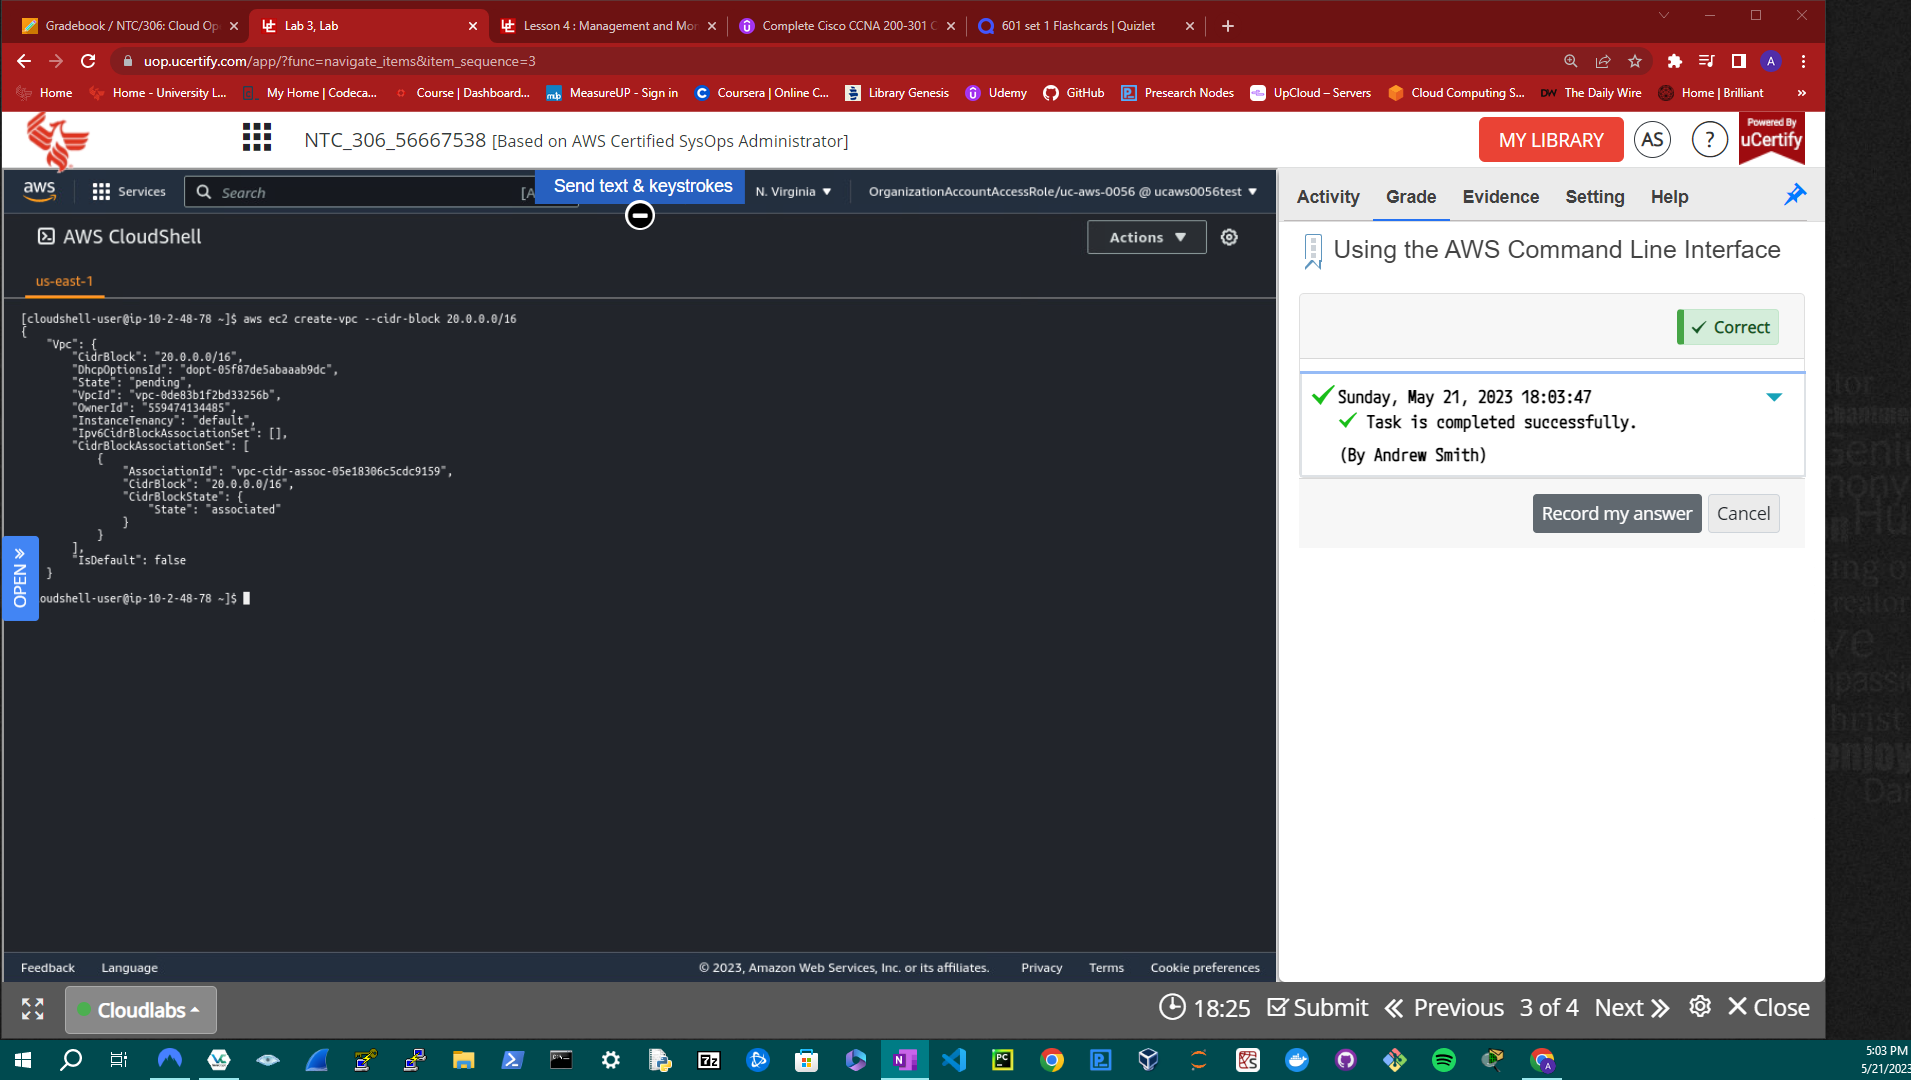 Gradebook / NTC/306: Cloud Op
Lab 3, Lab
Lesson 4 : Management and Mor
Complete Cisco CCNA 200-301 C
601 set 1 Flashcards | Quizlet
uop.ucertify.com/app/?func=navigate_items&item_sequence=3
A
Home
Home - University L...
My Home | Codeca...
Course | Dashboard...
MeasureUP - Sign in
Coursera | Online C...
Library Genesis
Udemy
GitHub
Presearch Nodes
UpCloud – Servers
Cloud Computing S...
DW The Daily Wire
Home | Brilliant
»
NTC_306_56667538 [Based on AWS Certified SysOps Administrator]
MY LIBRARY
AS
?
Powered By
uCertify
aws
Services
Search
[A
Send text & keystrokes
N. Virginia ▼
OrganizationAccountAccessRole/uc-aws-0056 @ ucaws0056test ▼
AWS CloudShell
Actions ▼
us-east-1
[cloudshell-user@ip-10-2-48-78 ~]$ aws ec2 create-vpc --cidr-block 20.0.0.0/16
{
    "Vpc": {
        "CidrBlock": "20.0.0.0/16",
        "DhcpOptionsId": "dopt-05f87de5abaaab9dc",
        "State": "pending",
        "VpcId": "vpc-0de83b1f2bd33256b",
        "OwnerId": "559474134485",
        "InstanceTenancy": "default",
        "Ipv6CidrBlockAssociationSet": [],
        "CidrBlockAssociationSet": [
            {
                "AssociationId": "vpc-cidr-assoc-05e18306c5cdc9159",
                "CidrBlock": "20.0.0.0/16",
                "CidrBlockState": {
                    "State": "associated"
                }
            }
        ],
        "IsDefault": false
    }
oudshell-user@ip-10-2-48-78 ~]$
OPEN »
Feedback
Language
© 2023, Amazon Web Services, Inc. or its affiliates.
Privacy
Terms
Cookie preferences
Activity
Grade
Evidence
Setting
Help
Using the AWS Command Line Interface
Correct
Sunday, May 21, 2023 18:03:47
Task is completed successfully.
(By Andrew Smith)
Record my answer
Cancel
Cloudlabs
18:25
Submit
Previous
3 of 4
Next
Close
5:03 PM
5/21/2023